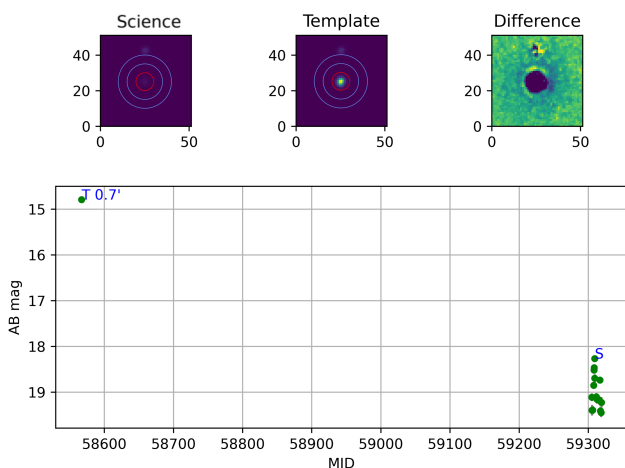 Science Template Difference
40 40 40
20 20 20
0 0 0
0 50 0 50 0 50
T 0.7'
15
16
17
S
18
19
AB mag
58600 58700 58800 58900 59000 59100 59200 59300
MJD